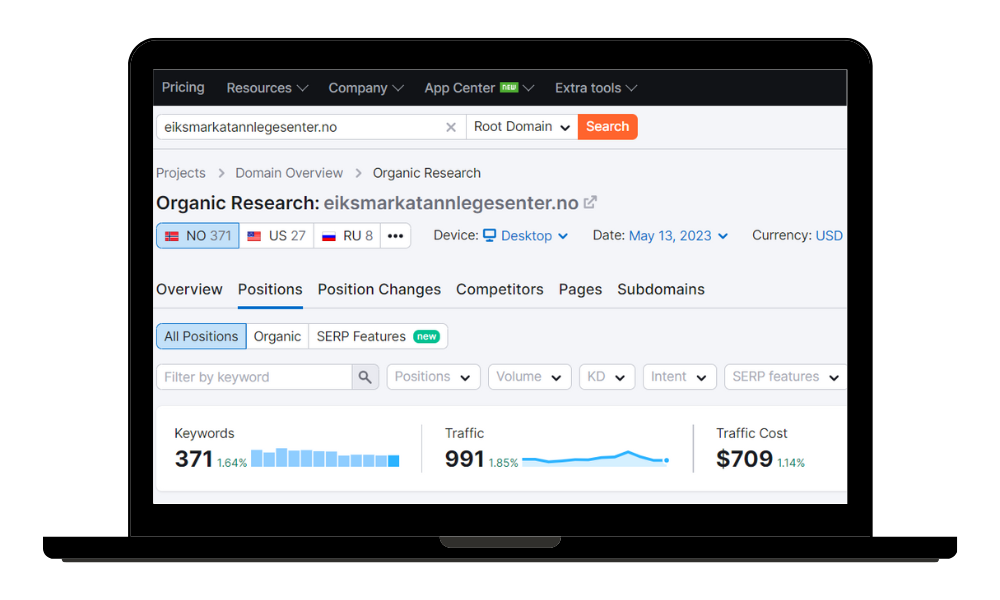 Pricing Resources Company App Center NEW Extra tools
eiksmarkatannlegesenter.no × Root Domain Search
Projects > Domain Overview > Organic Research
Organic Research: eiksmarkatannlegesenter.no
NO 371 US 27 RU 8 ••• Device: Desktop Date: May 13, 2023 Currency: USD
Overview Positions Position Changes Competitors Pages Subdomains
All Positions Organic SERP Features new
Filter by keyword Positions Volume KD Intent SERP features
Keywords Traffic Traffic Cost
371 1.64% 991 1.85% $709 1.14%